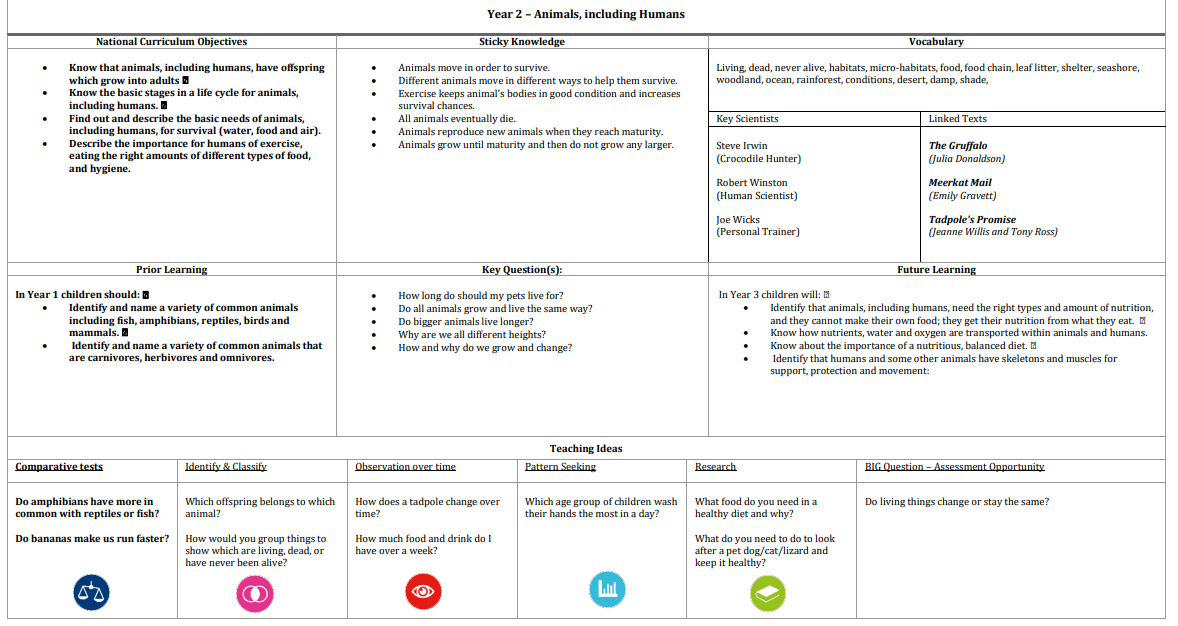 Year 2 – Animals, including Humans
National Curriculum Objectives
Sticky Knowledge
Vocabulary
• Know that animals, including humans, have offspring
which grow into adults
• Know the basic stages in a life cycle for animals,
including humans.
• Find out and describe the basic needs of animals,
including humans, for survival (water, food and air).
• Describe the importance for humans of exercise,
eating the right amounts of different types of food,
and hygiene.
• Animals move in order to survive.
• Different animals move in different ways to help them survive.
• Exercise keeps animal's bodies in good condition and increases
survival chances.
• All animals eventually die.
• Animals reproduce new animals when they reach maturity.
• Animals grow until maturity and then do not grow any larger.
Living, dead, never alive, habitats, micro-habitats, food, food chain, leaf litter, shelter, seashore,
woodland, ocean, rainforest, conditions, desert, damp, shade,
Key Scientists
Steve Irwin
(Crocodile Hunter)
Robert Winston
(Human Scientist)
Joe Wicks
(Personal Trainer)
Linked Texts
The Gruffalo
(Julia Donaldson)
Meerkat Mail
(Emily Gravett)
Tadpole's Promise
(Jeanne Willis and Tony Ross)
Prior Learning
Key Question(s):
Future Learning
In Year 1 children should:
• Identify and name a variety of common animals
including fish, amphibians, reptiles, birds and
mammals.
• Identify and name a variety of common animals that
are carnivores, herbivores and omnivores.
• How long do should my pets live for?
• Do all animals grow and live the same way?
• Do bigger animals live longer?
• Why are we all different heights?
• How and why do we grow and change?
In Year 3 children will:
• Identify that animals, including humans, need the right types and amount of nutrition,
and they cannot make their own food; they get their nutrition from what they eat.
• Know how nutrients, water and oxygen are transported within animals and humans.
• Know about the importance of a nutritious, balanced diet.
• Identify that humans and some other animals have skeletons and muscles for
support, protection and movement:
Teaching Ideas
Comparative tests
Identify & Classify
Observation over time
Pattern Seeking
Research
BIG Question – Assessment Opportunity
Do amphibians have more in
common with reptiles or fish?
Do bananas make us run faster?
Which offspring belongs to which
animal?
How would you group things to
show which are living, dead, or
have never been alive?
How does a tadpole change over
time?
How much food and drink do I
have over a week?
Which age group of children wash
their hands the most in a day?
What food do you need in a
healthy diet and why?
What do you need to do to look
after a pet dog/cat/lizard and
keep it healthy?
Do living things change or stay the same?